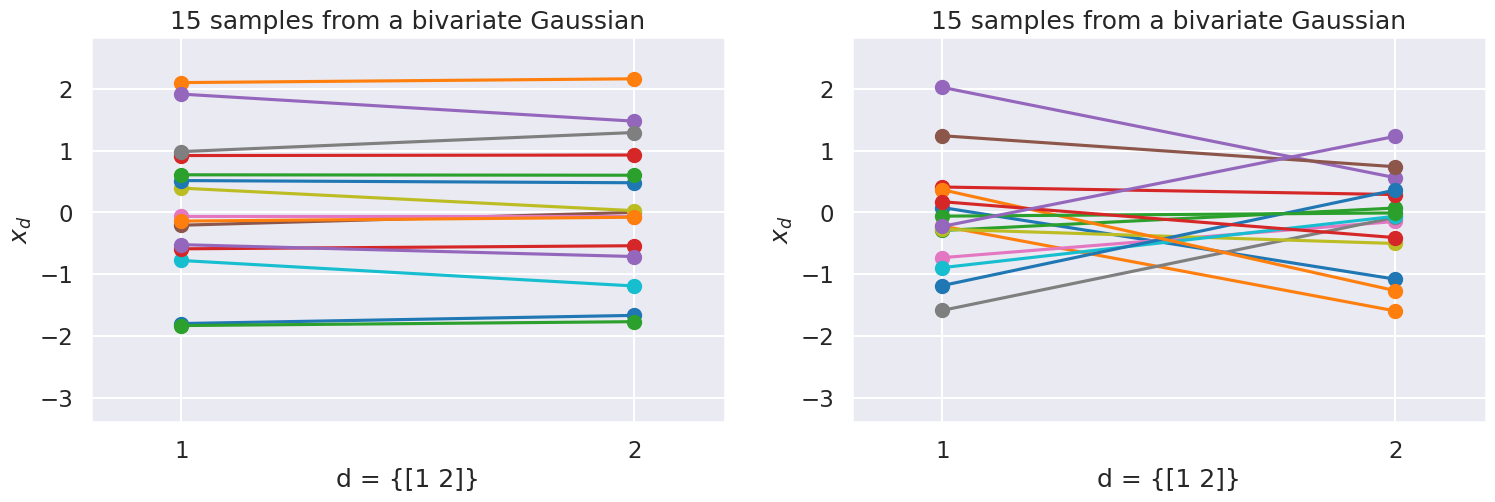 15 samples from a bivariate Gaussian
2
1
0
−1
−2
−3
x_d
1 2
d = {[1 2]}
15 samples from a bivariate Gaussian
2
1
0
−1
−2
−3
x_d
1 2
d = {[1 2]}